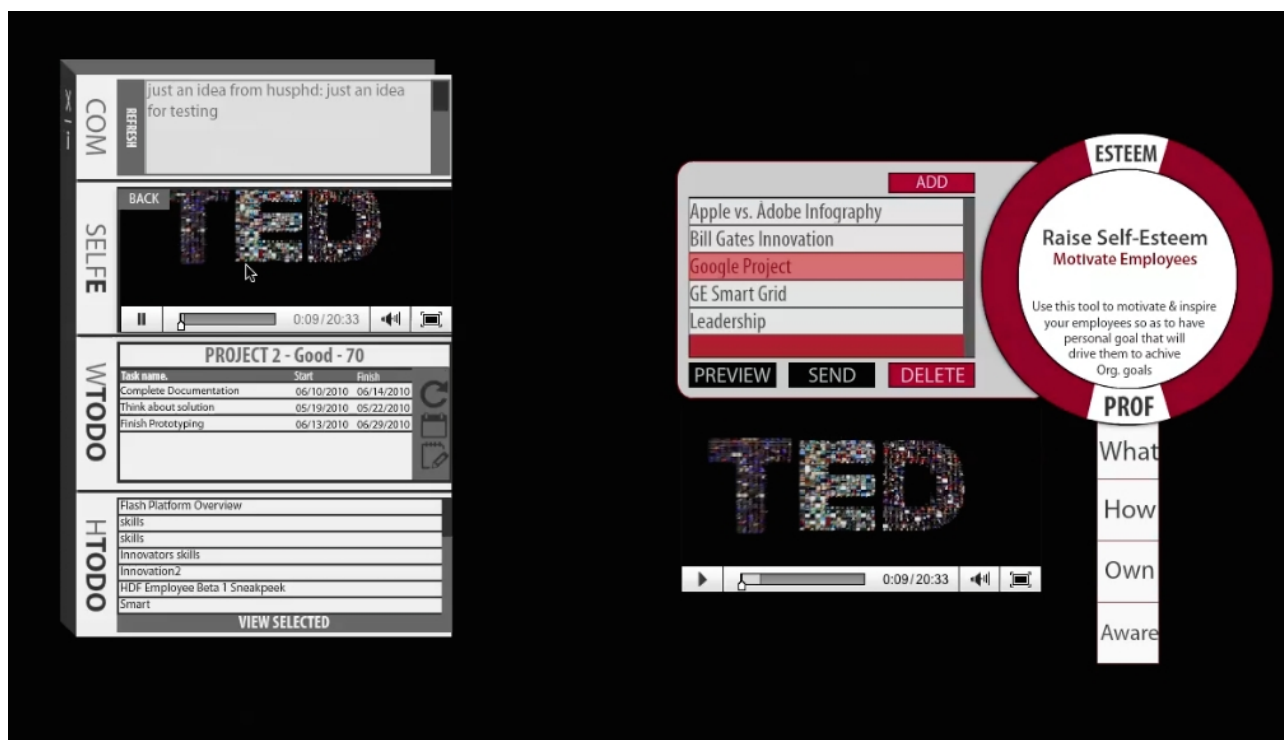 x - i
COM
REFRESH
just an idea from husphd: just an idea
for testing
SELFE
BACK
TED
0:09/20:33
WTODO
PROJECT 2 - Good - 70
Task name. Start Finish
Complete Documentation 06/10/2010 06/14/2010
Think about solution 05/19/2010 05/22/2010
Finish Prototyping 06/13/2010 06/29/2010
HTODO
Flash Platform Overview
skills
skills
Innovators skills
Innovation2
HDF Employee Beta 1 Sneakpeek
Smart
VIEW SELECTED
ADD
Apple vs. Adobe Infography
Bill Gates Innovation
Google Project
GE Smart Grid
Leadership
PREVIEW SEND DELETE
TED
0:09/20:33
ESTEEM
Raise Self-Esteem
Motivate Employees
Use this tool to motivate & inspire
your employees so as to have
personal goal that will
drive them to achive
Org. goals
PROF
What
How
Own
Aware